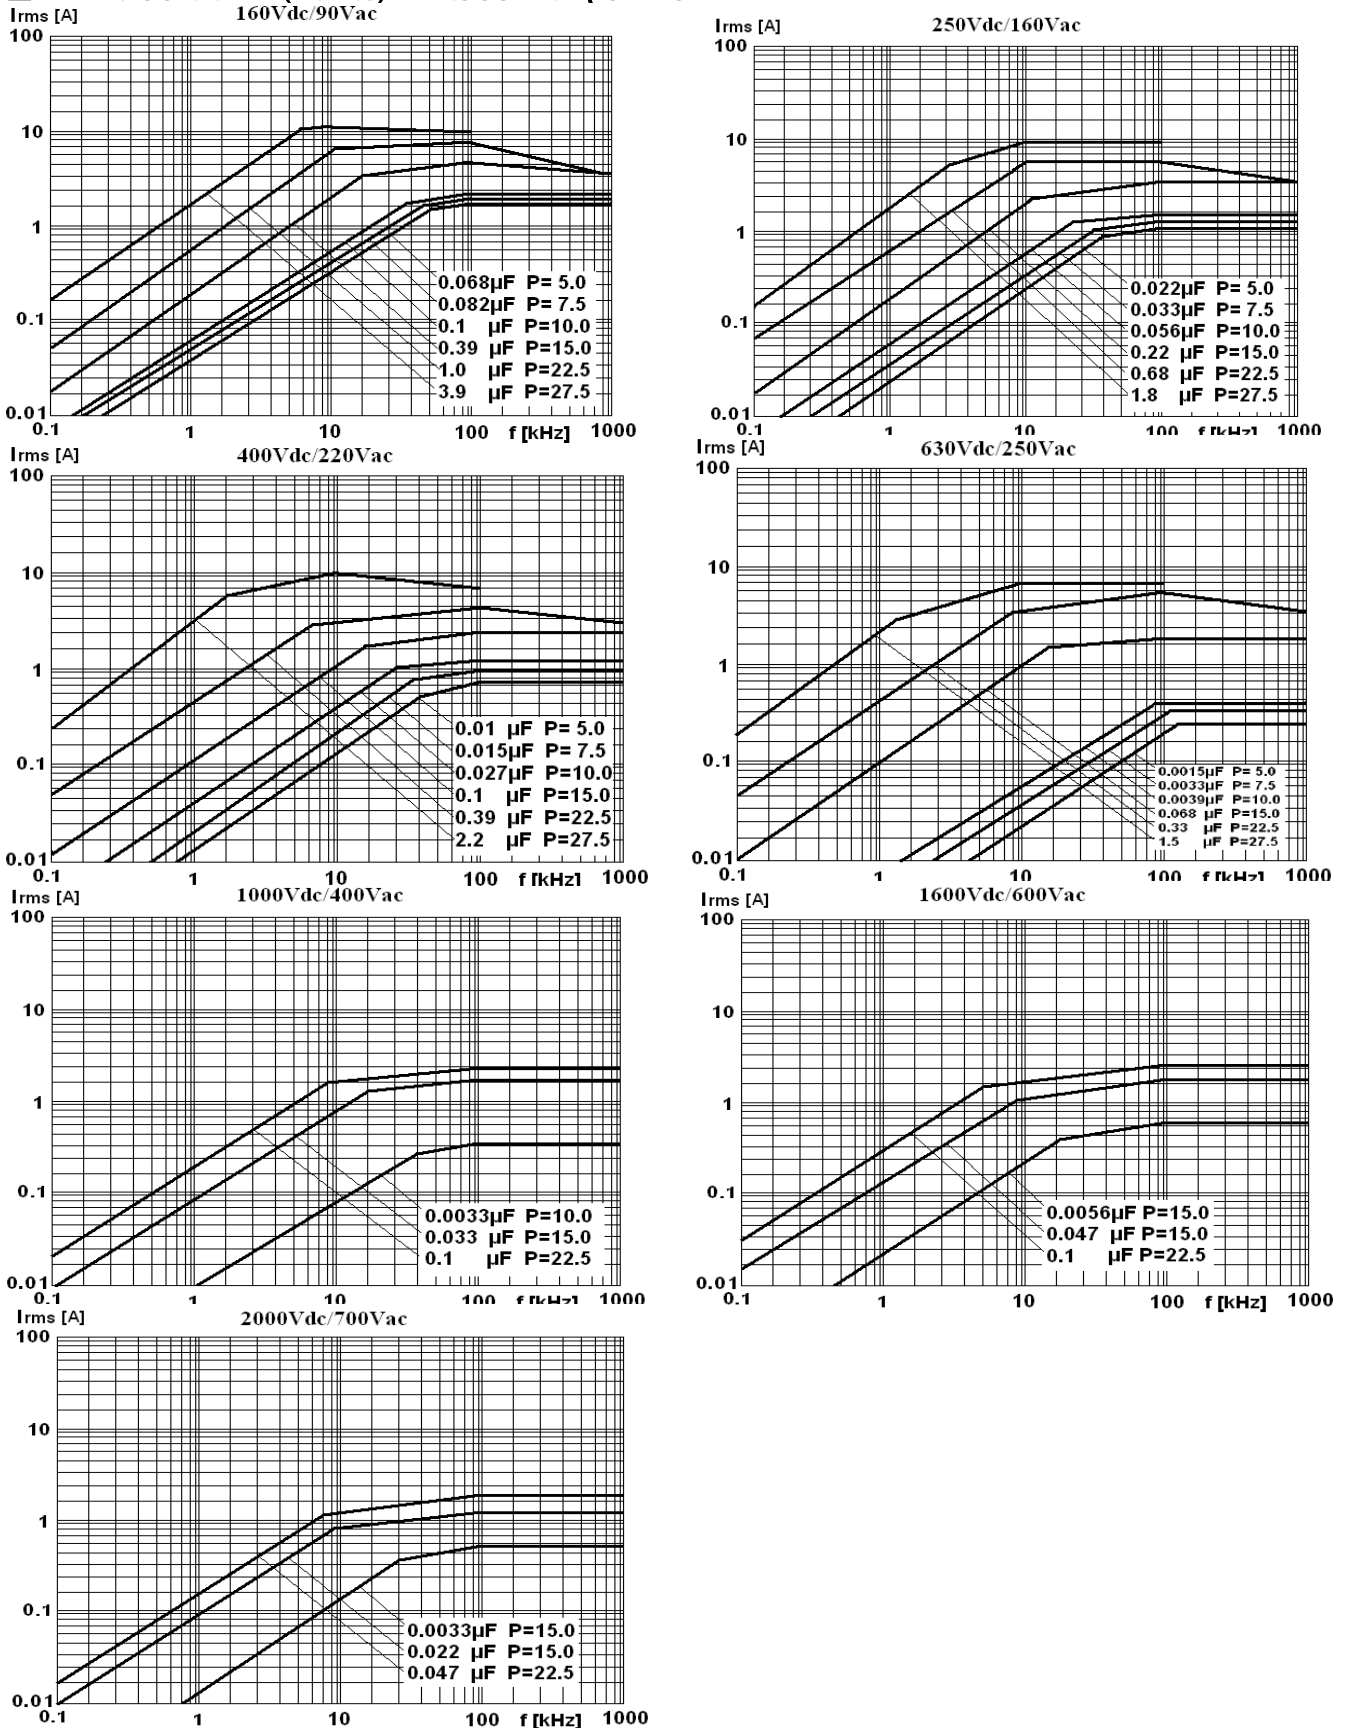 160Vdc/90Vac
Irms [A]
100
10
1
0.1
0.01
0.068µF P= 5.0
0.082µF P= 7.5
0.1 µF P=10.0
0.39 µF P=15.0
1.0 µF P=22.5
3.9 µF P=27.5
0.1 1 10 100 f [kHz] 1000
250Vdc/160Vac
Irms [A]
100
10
1
0.1
0.01
0.022µF P= 5.0
0.033µF P= 7.5
0.056µF P=10.0
0.22 µF P=15.0
0.68 µF P=22.5
1.8 µF P=27.5
0.1 1 10 100 f [kHz] 1000
400Vdc/220Vac
Irms [A]
100
10
1
0.1
0.01
0.01 µF P= 5.0
0.015µF P= 7.5
0.027µF P=10.0
0.1 µF P=15.0
0.39 µF P=22.5
2.2 µF P=27.5
0.1 1 10 100 f [kHz] 1000
630Vdc/250Vac
Irms [A]
100
10
1
0.1
0.01
0.0015µF P= 5.0
0.0033µF P= 7.5
0.0039µF P=10.0
0.068 µF P=15.0
0.33 µF P=22.5
1.5 µF P=27.5
0.1 1 10 100 f [kHz] 1000
1000Vdc/400Vac
Irms [A]
100
10
1
0.1
0.01
0.0033µF P=10.0
0.033 µF P=15.0
0.1 µF P=22.5
0.1 1 10 100 f [kHz] 1000
1600Vdc/600Vac
Irms [A]
100
10
1
0.1
0.01
0.0056µF P=15.0
0.047 µF P=15.0
0.1 µF P=22.5
0.1 1 10 100 f [kHz] 1000
2000Vdc/700Vac
Irms [A]
100
10
1
0.1
0.01
0.0033µF P=15.0
0.022 µF P=15.0
0.047 µF P=22.5
0.1 1 10 100 f [kHz] 1000